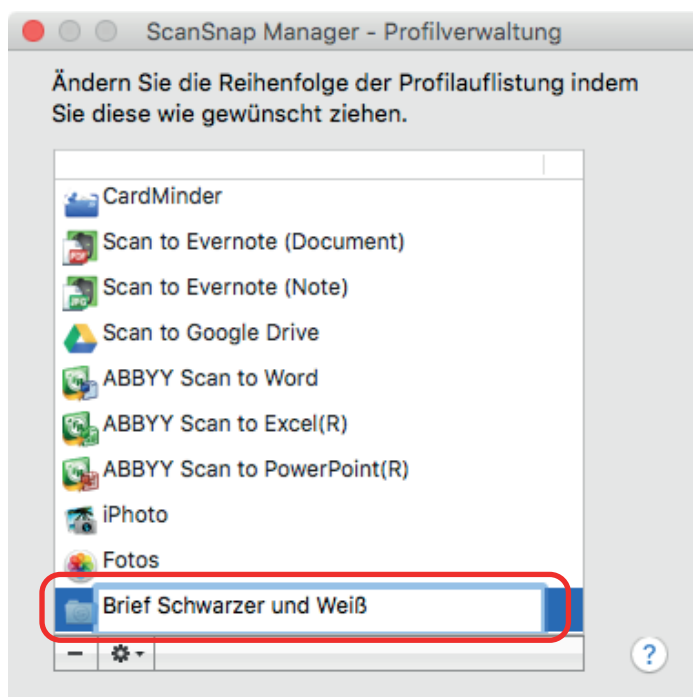 ScanSnap Manager - Profilverwaltung
Ändern Sie die Reihenfolge der Profilauflistung indem
Sie diese wie gewünscht ziehen.
CardMinder
PDF
Scan to Evernote (Document)
JPG
Scan to Evernote (Note)
Scan to Google Drive
ABBYY Scan to Word
ABBYY Scan to Excel(R)
ABBYY Scan to PowerPoint(R)
iPhoto
Fotos
Brief Schwarzer und Weiß
?